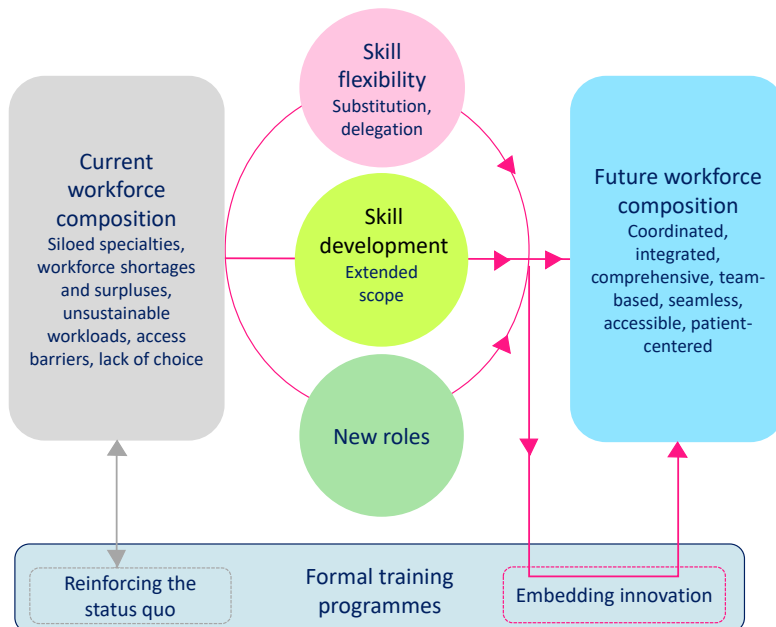 Skill
flexibility
Substitution,
delegation
Current
workforce
composition
Siloed specialties,
workforce shortages
and surpluses,
unsustainable
workloads, access
barriers, lack of choice
Skill
development
Extended
scope
Future workforce
composition
Coordinated,
integrated,
comprehensive, team-
based, seamless,
accessible, patient-
centered
New roles
Reinforcing the
status quo
Formal training
programmes
Embedding innovation